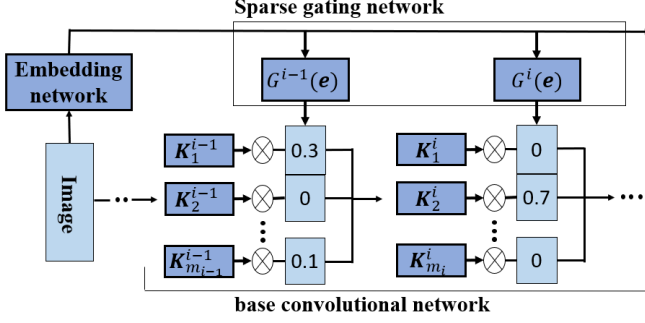 Sparse gating network
Embedding
network
G^{i-1}(e)
G^{i}(e)
Image
K_1^{i-1}
0.3
K_1^{i}
0
K_2^{i-1}
0
K_2^{i}
0.7
K_{m_{i-1}}^{i-1}
0.1
K_{m_i}^{i}
0
base convolutional network